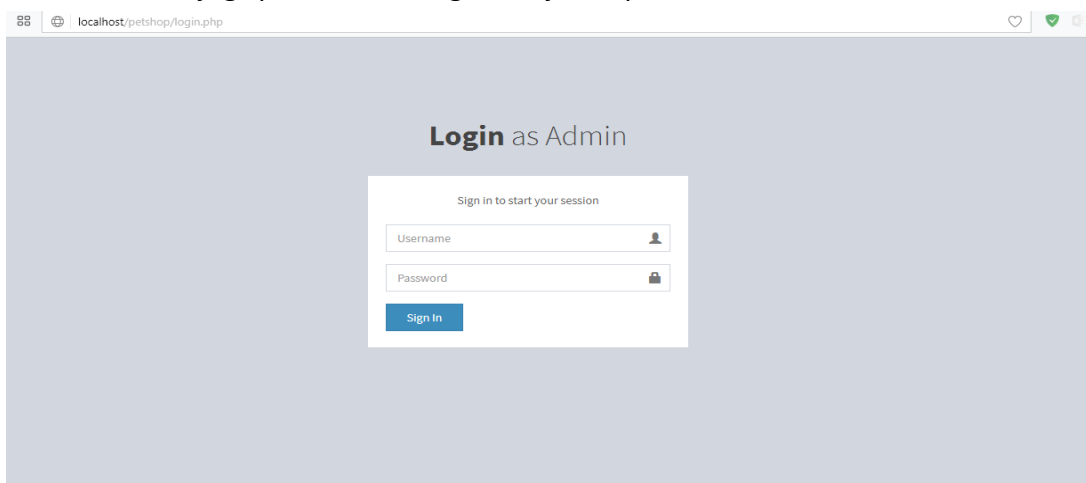 localhost/petshop/login.php
Login as Admin
Sign in to start your session
Username
Password
Sign In